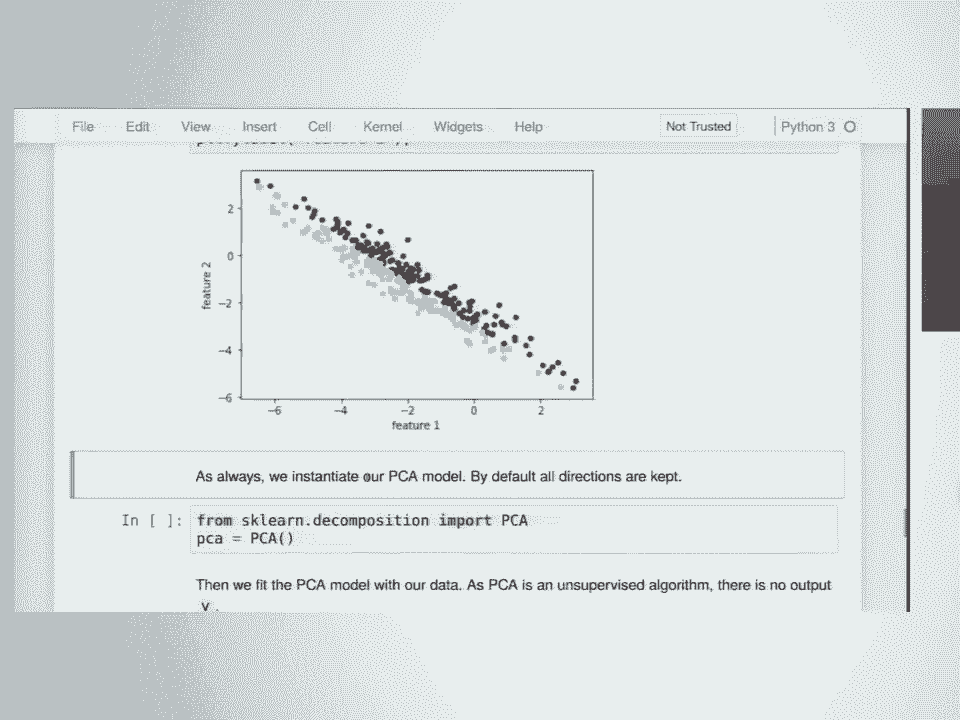 File Edit View Insert Cell Kernel Widgets Help Not Trusted Python 3
2
0
−2
−4
−6
feature 2
−6 −4 −2 0 2
feature 1
As always, we instantiate our PCA model. By default all directions are kept.
In [ ]: from sklearn.decomposition import PCA
pca = PCA()
Then we fit the PCA model with our data. As PCA is an unsupervised algorithm, there is no output
y .